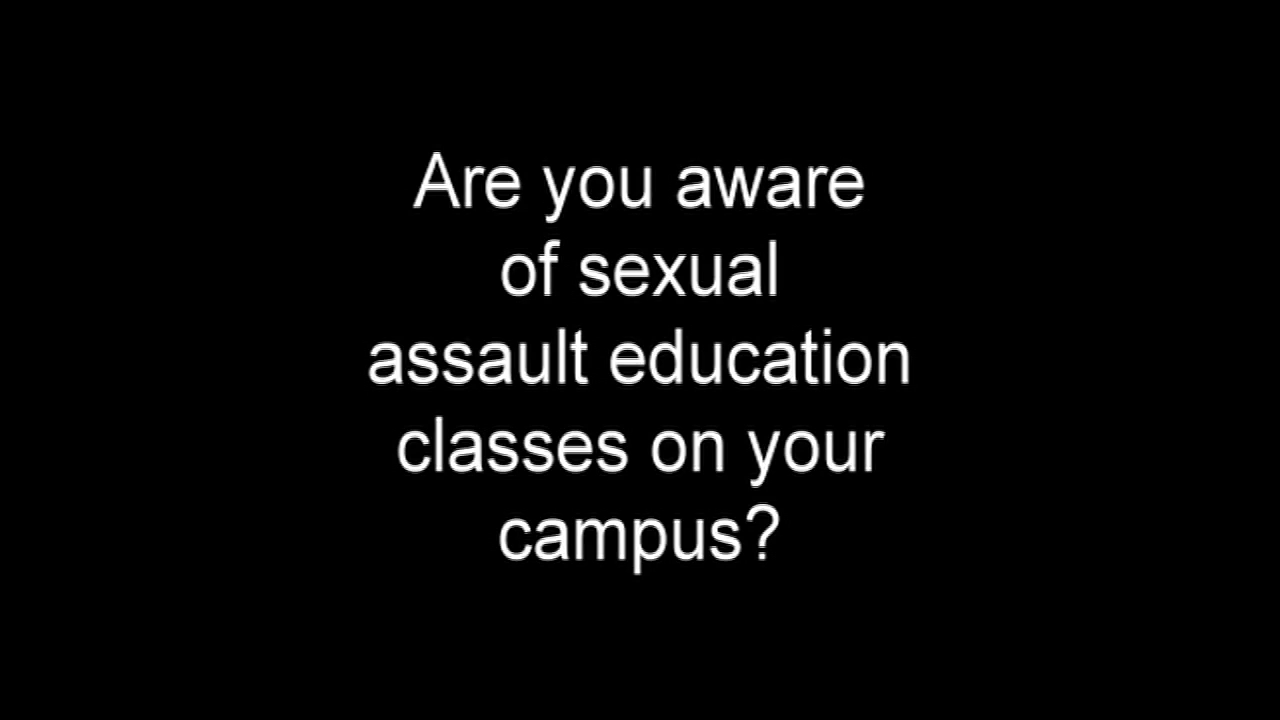 Are you aware
of sexual
assault education
classes on your
campus?